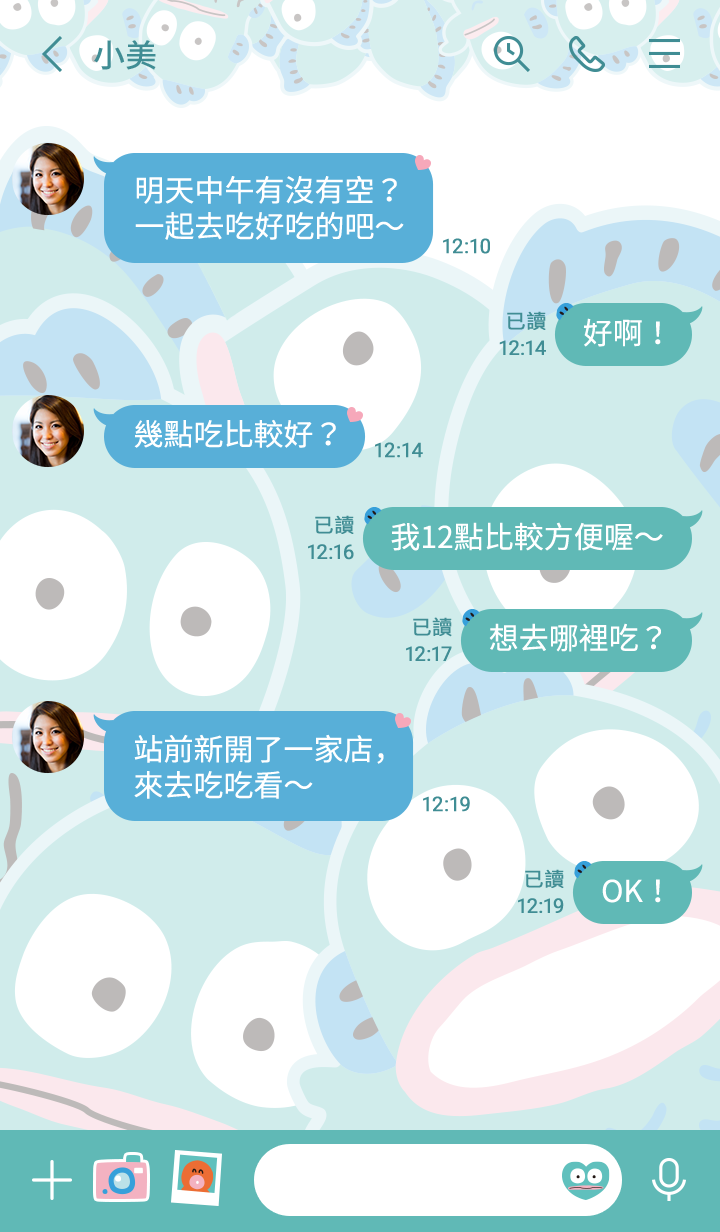 小美
明天中午有沒有空？
一起去吃好吃的吧～
12:10
已讀
12:14
好啊！
幾點吃比較好？
12:14
已讀
12:16
我12點比較方便喔～
已讀
12:17
想去哪裡吃？
站前新開了一家店，
來去吃吃看～
12:19
已讀
12:19
OK！